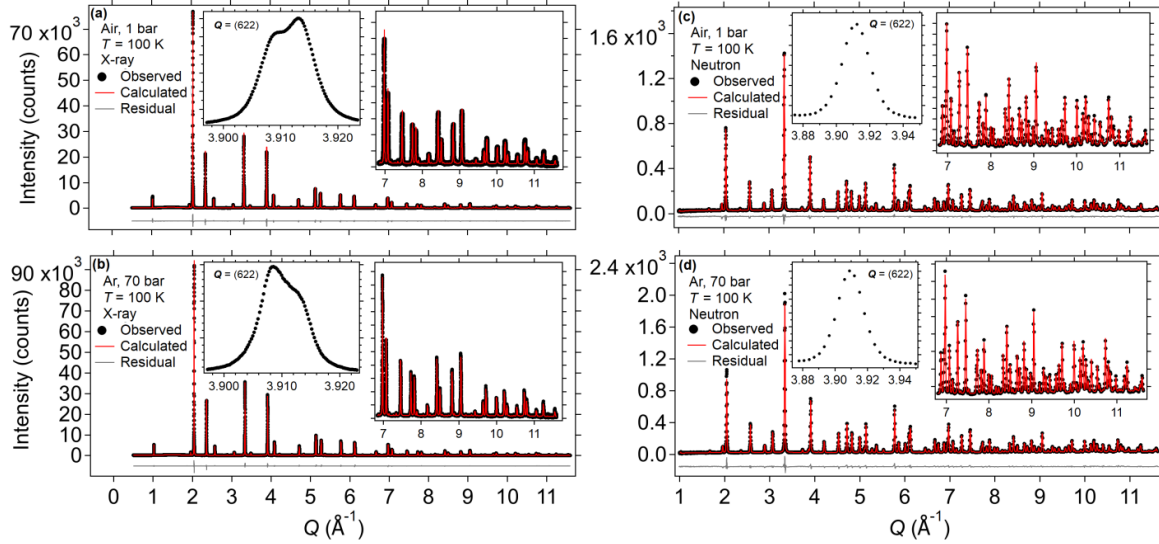 (a)
Air, 1 bar
T = 100 K
X-ray
Observed
Calculated
Residual
Intensity (counts)
70 x10³
60
50
40
30
20
10
0
Q = (622)
3.900 3.910 3.920
7 8 9 10 11
(b)
Ar, 70 bar
T = 100 K
X-ray
Observed
Calculated
Residual
Intensity (counts)
90 x10³
80
70
60
50
40
30
20
10
0
Q = (622)
3.900 3.910 3.920
7 8 9 10 11
0 1 2 3 4 5 6 7 8 9 10 11
Q (Å⁻¹)
(c)
Air, 1 bar
T = 100 K
Neutron
Observed
Calculated
Residual
1.6x10³
1.2
0.8
0.4
0.0
Q = (622)
3.88 3.90 3.92 3.94
7 8 9 10 11
(d)
Ar, 70 bar
T = 100 K
Neutron
Observed
Calculated
Residual
2.4 x10³
2.0
1.6
1.2
0.8
0.4
0.0
Q = (622)
3.88 3.90 3.92 3.94
7 8 9 10 11
1 2 3 4 5 6 7 8 9 10 11
Q (Å⁻¹)